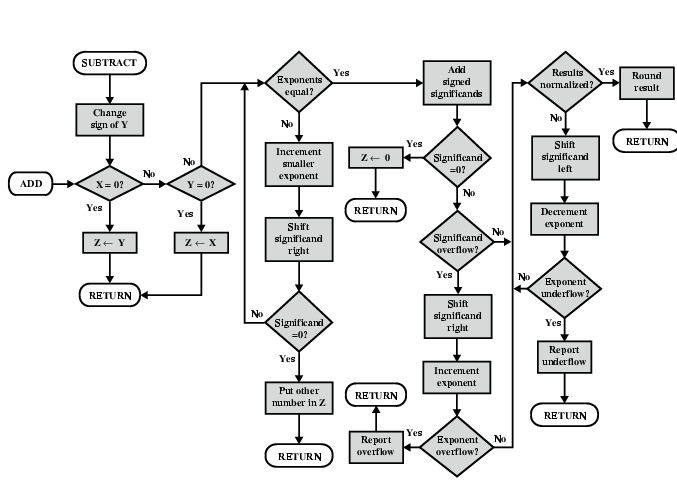 SUBTRACT
Change
sign of Y
ADD
X = 0?
No
Yes
Z ← Y
RETURN
Y = 0?
No
Yes
Z ← X
Exponents
equal?
Yes
No
Increment
smaller
exponent
Shift
significand
right
Significand
=0?
No
Yes
Put other
number in Z
RETURN
Add
signed
significands
Significand
=0?
Yes
Z ← 0
RETURN
No
Significand
overflow?
No
Yes
Shift
significand
right
Increment
exponent
Exponent
overflow?
Yes
Report
overflow
RETURN
No
Results
normalized?
Yes
Round
result
RETURN
No
Shift
significand
left
Decrement
exponent
Exponent
underflow?
No
Yes
Report
underflow
RETURN